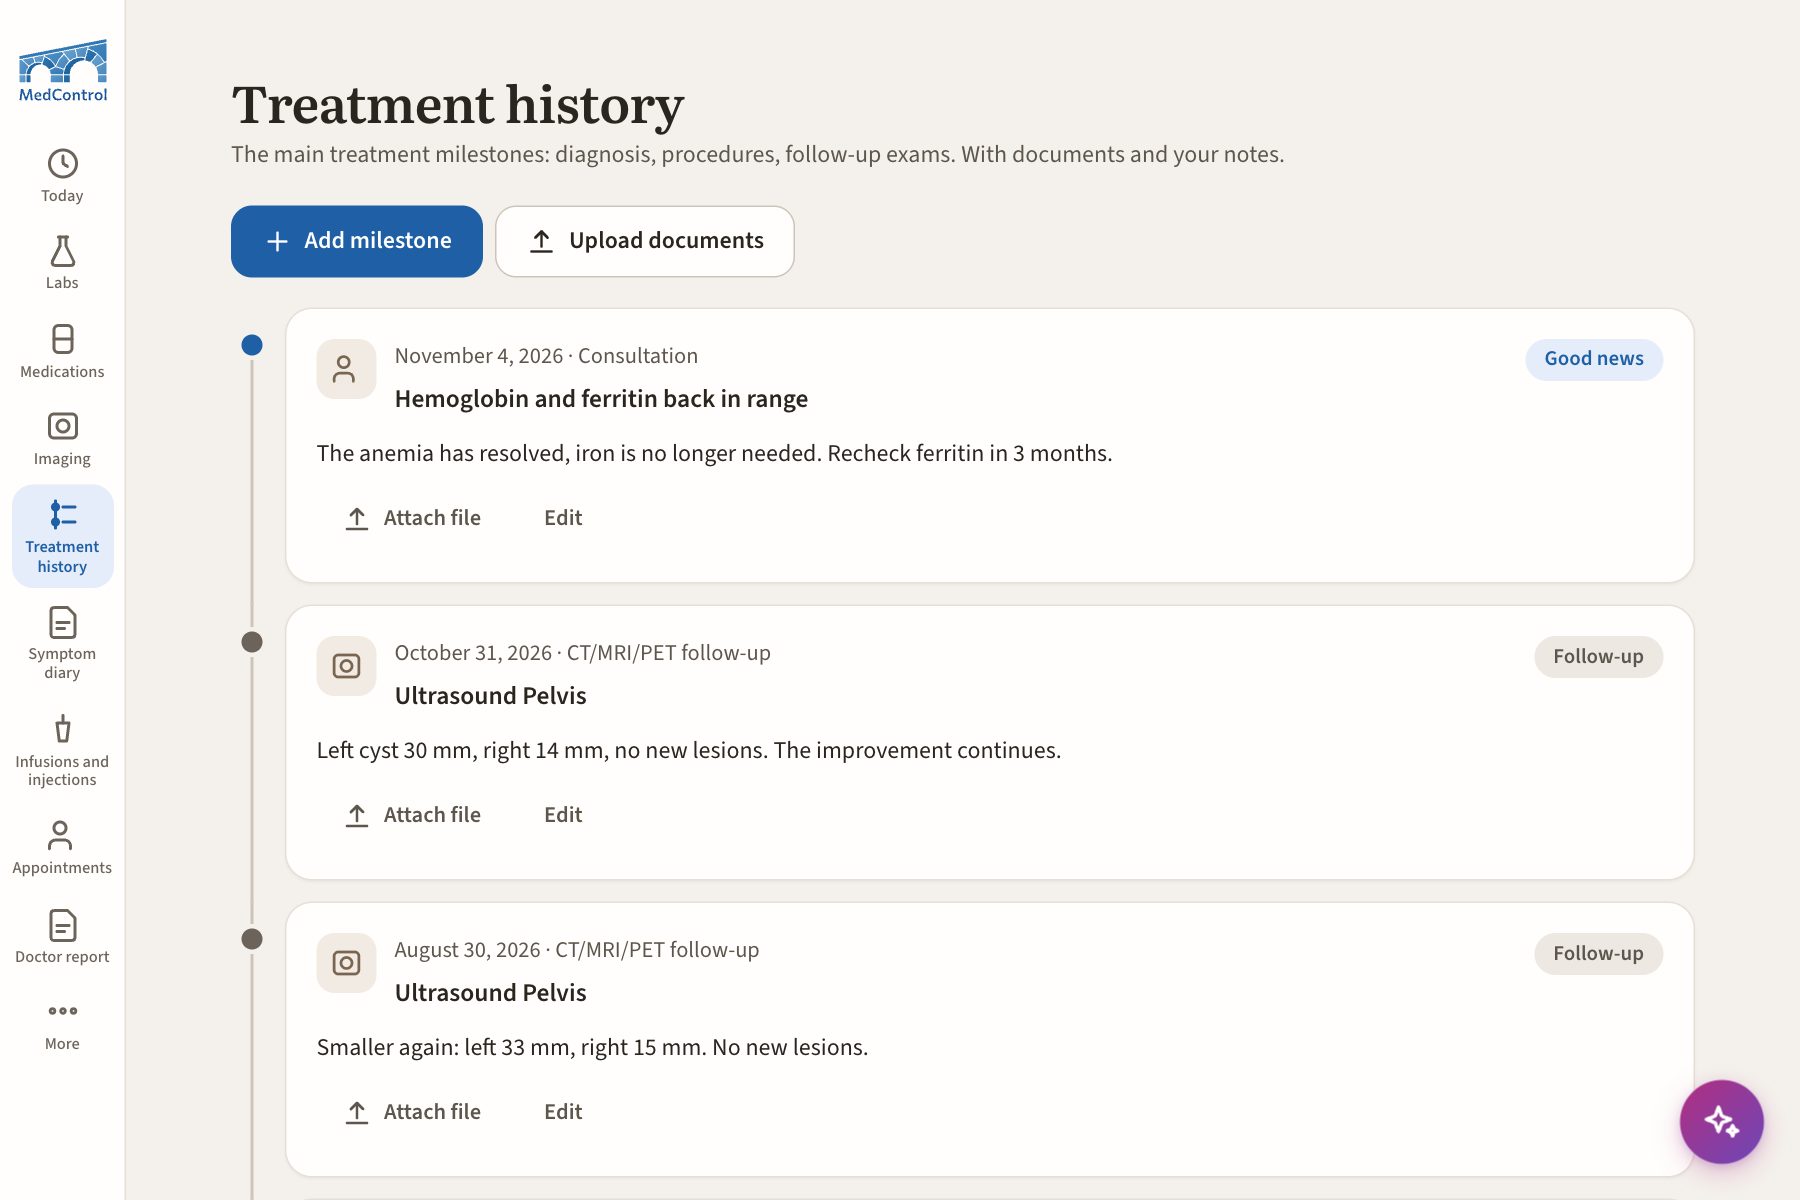 MedControl
Today
Labs
Medications
Imaging
Treatment
history
Symptom
diary
Infusions and
injections
Appointments
Doctor report
More
Treatment history
The main treatment milestones: diagnosis, procedures, follow-up exams. With documents and your notes.
Add milestone
Upload documents
November 4, 2026 · Consultation
Good news
Hemoglobin and ferritin back in range
The anemia has resolved, iron is no longer needed. Recheck ferritin in 3 months.
Attach file Edit
October 31, 2026 · CT/MRI/PET follow-up
Follow-up
Ultrasound Pelvis
Left cyst 30 mm, right 14 mm, no new lesions. The improvement continues.
Attach file Edit
August 30, 2026 · CT/MRI/PET follow-up
Follow-up
Ultrasound Pelvis
Smaller again: left 33 mm, right 15 mm. No new lesions.
Attach file Edit